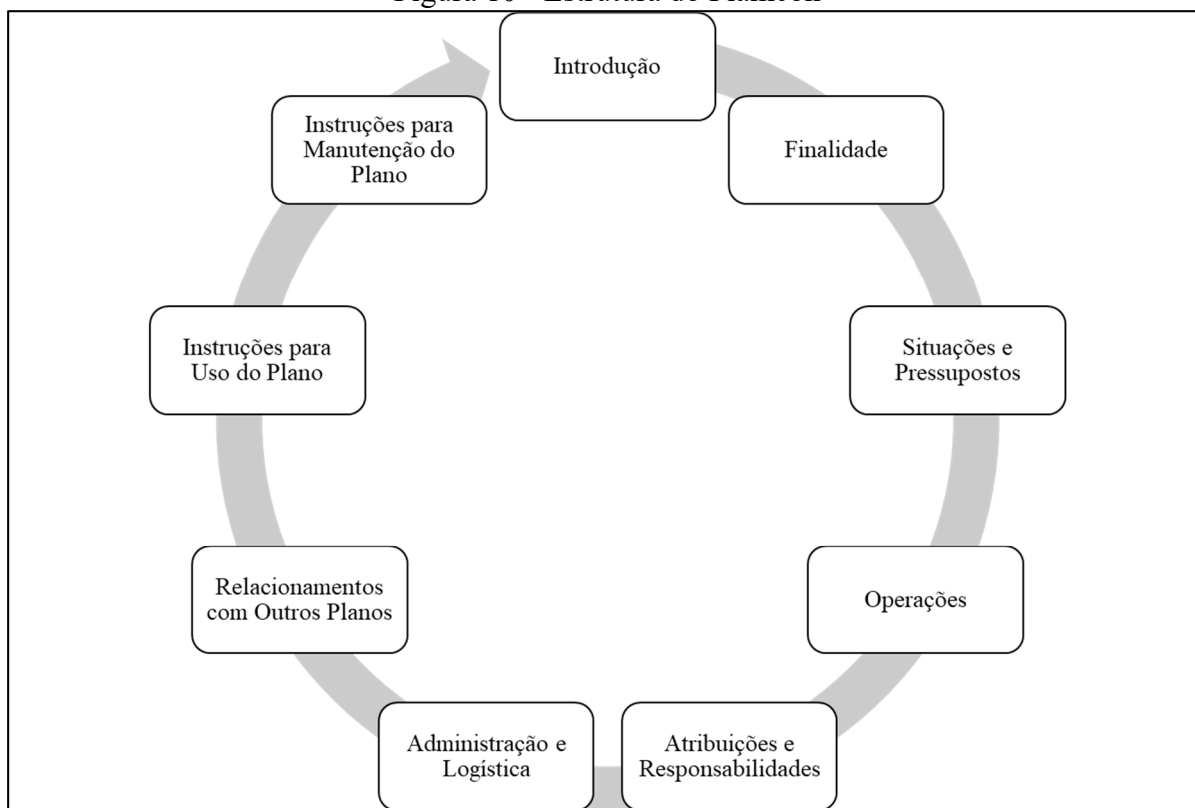 Introdução
Finalidade
Situações e
Pressupostos
Operações
Atribuições e
Responsabilidades
Administração e
Logística
Relacionamentos
com Outros Planos
Instruções para
Uso do Plano
Instruções para
Manutenção do
Plano